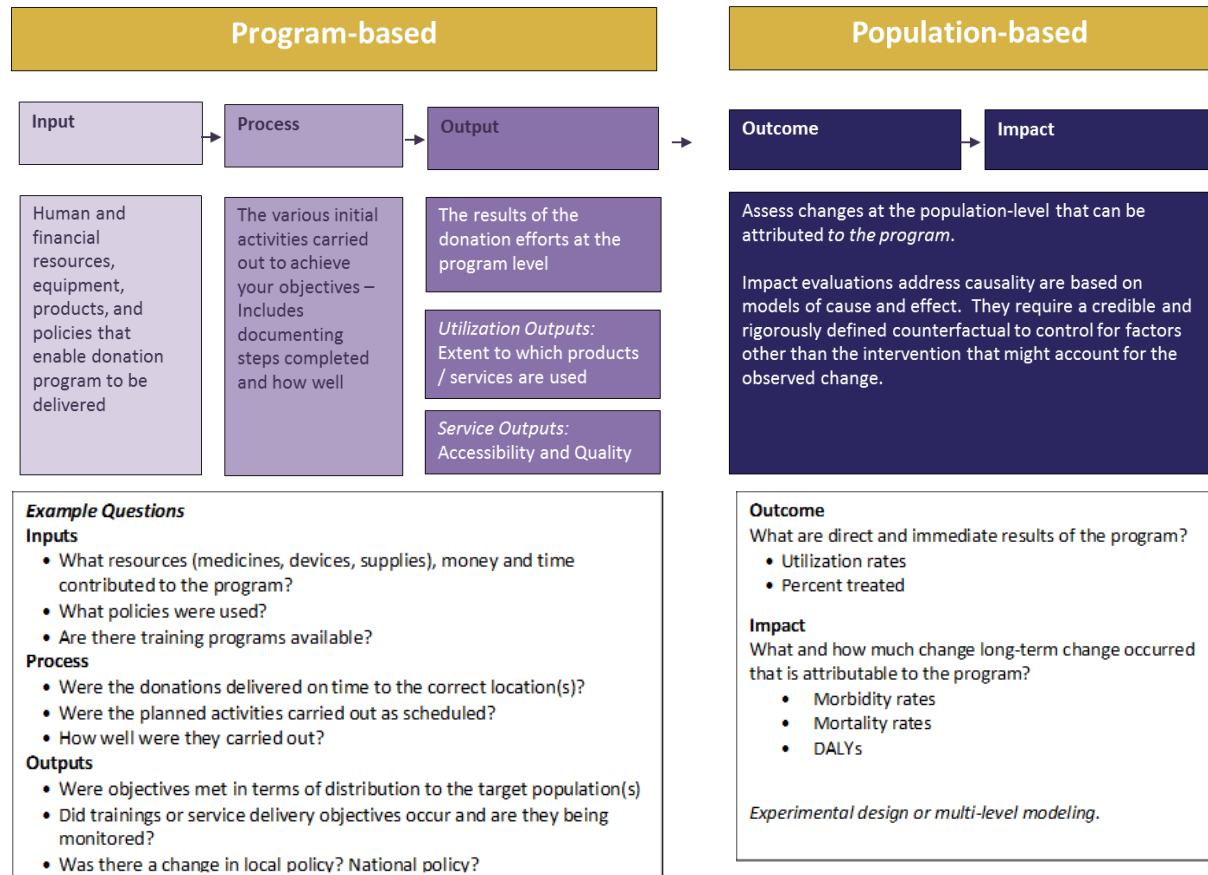 Program-based
Population-based
Input
Process
Output
Outcome
Impact
Human and
financial
resources,
equipment,
products, and
policies that
enable donation
program to be
delivered
The various initial
activities carried
out to achieve
your objectives –
Includes
documenting
steps completed
and how well
The results of the
donation efforts at the
program level
Utilization Outputs:
Extent to which products
/ services are used
Service Outputs:
Accessibility and Quality
Assess changes at the population-level that can be
attributed to the program.
Impact evaluations address causality are based on
models of cause and effect. They require a credible and
rigorously defined counterfactual to control for factors
other than the intervention that might account for the
observed change.
Example Questions
Inputs
• What resources (medicines, devices, supplies), money and time
contributed to the program?
• What policies were used?
• Are there training programs available?
Process
• Were the donations delivered on time to the correct location(s)?
• Were the planned activities carried out as scheduled?
• How well were they carried out?
Outputs
• Were objectives met in terms of distribution to the target population(s)
• Did trainings or service delivery objectives occur and are they being
monitored?
• Was there a change in local policy? National policy?
Outcome
What are direct and immediate results of the program?
• Utilization rates
• Percent treated
Impact
What and how much change long-term change occurred
that is attributable to the program?
• Morbidity rates
• Mortality rates
• DALYs
Experimental design or multi-level modeling.